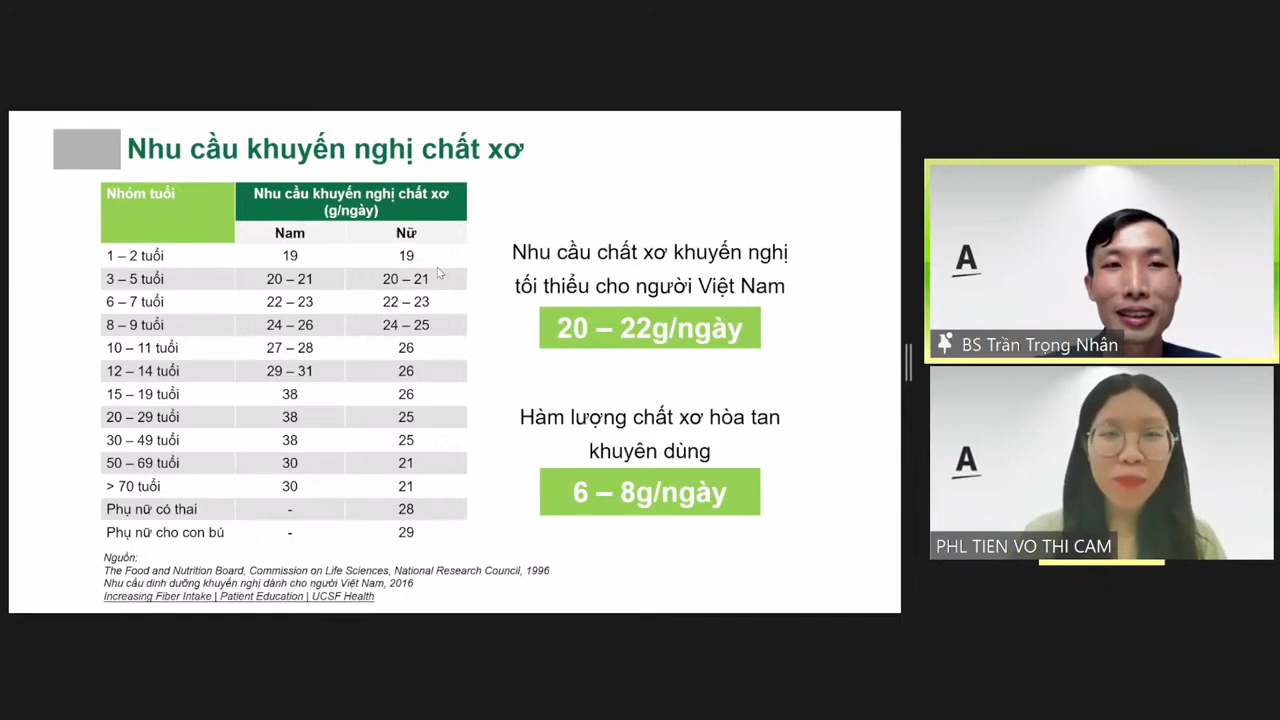 Nhu cầu khuyến nghị chất xơ
Nhóm tuổi
Nhu cầu khuyến nghị chất xơ
(g/ngày)
Nam Nữ
1 – 2 tuổi 19 19
3 – 5 tuổi 20 – 21 20 – 21
6 – 7 tuổi 22 – 23 22 – 23
8 – 9 tuổi 24 – 26 24 – 25
10 – 11 tuổi 27 – 28 26
12 – 14 tuổi 29 – 31 26
15 – 19 tuổi 38 26
20 – 29 tuổi 38 25
30 – 49 tuổi 38 25
50 – 69 tuổi 30 21
> 70 tuổi 30 21
Phụ nữ có thai - 28
Phụ nữ cho con bú - 29
Nguồn:
The Food and Nutrition Board, Commission on Life Sciences, National Research Council, 1996
Nhu cầu dinh dưỡng khuyến nghị dành cho người Việt Nam, 2016
Increasing Fiber Intake | Patient Education | UCSF Health
Nhu cầu chất xơ khuyến nghị
tối thiểu cho người Việt Nam
20 – 22g/ngày
Hàm lượng chất xơ hòa tan
khuyên dùng
6 – 8g/ngày
A
BS Trần Trọng Nhân
A
PHL TIEN VO THI CAM